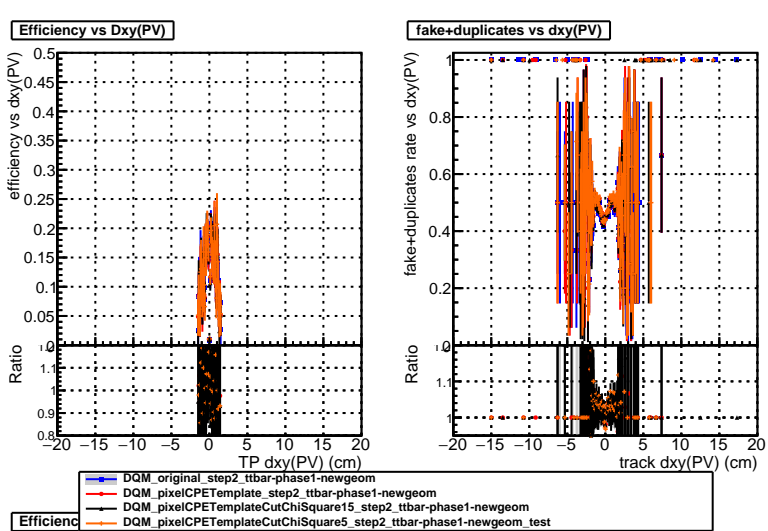 Efficiency vs Dxy(PV)
efficiency vs dxy(PV)
0.5
0.45
0.4
0.35
0.3
0.25
0.2
0.15
0.1
0.05
0
Ratio
1.1
1
0.9
0.8
−20 −15 −10 −5 0 5 10 15 20
TP dxy(PV) (cm)
fake+duplicates vs dxy(PV)
fake+duplicates rate vs dxy(PV)
1
0.8
0.6
0.4
0.2
Ratio
1.1
1
−20 −15 −10 −5 0 5 10 15 20
track dxy(PV) (cm)
DQM_original_step2_ttbar-phase1-newgeom
DQM_pixelCPETemplate_step2_ttbar-phase1-newgeom
DQM_pixelCPETemplateCutChiSquare15_step2_ttbar-phase1-newgeom
DQM_pixelCPETemplateCutChiSquare5_step2_ttbar-phase1-newgeom_test
Efficienc